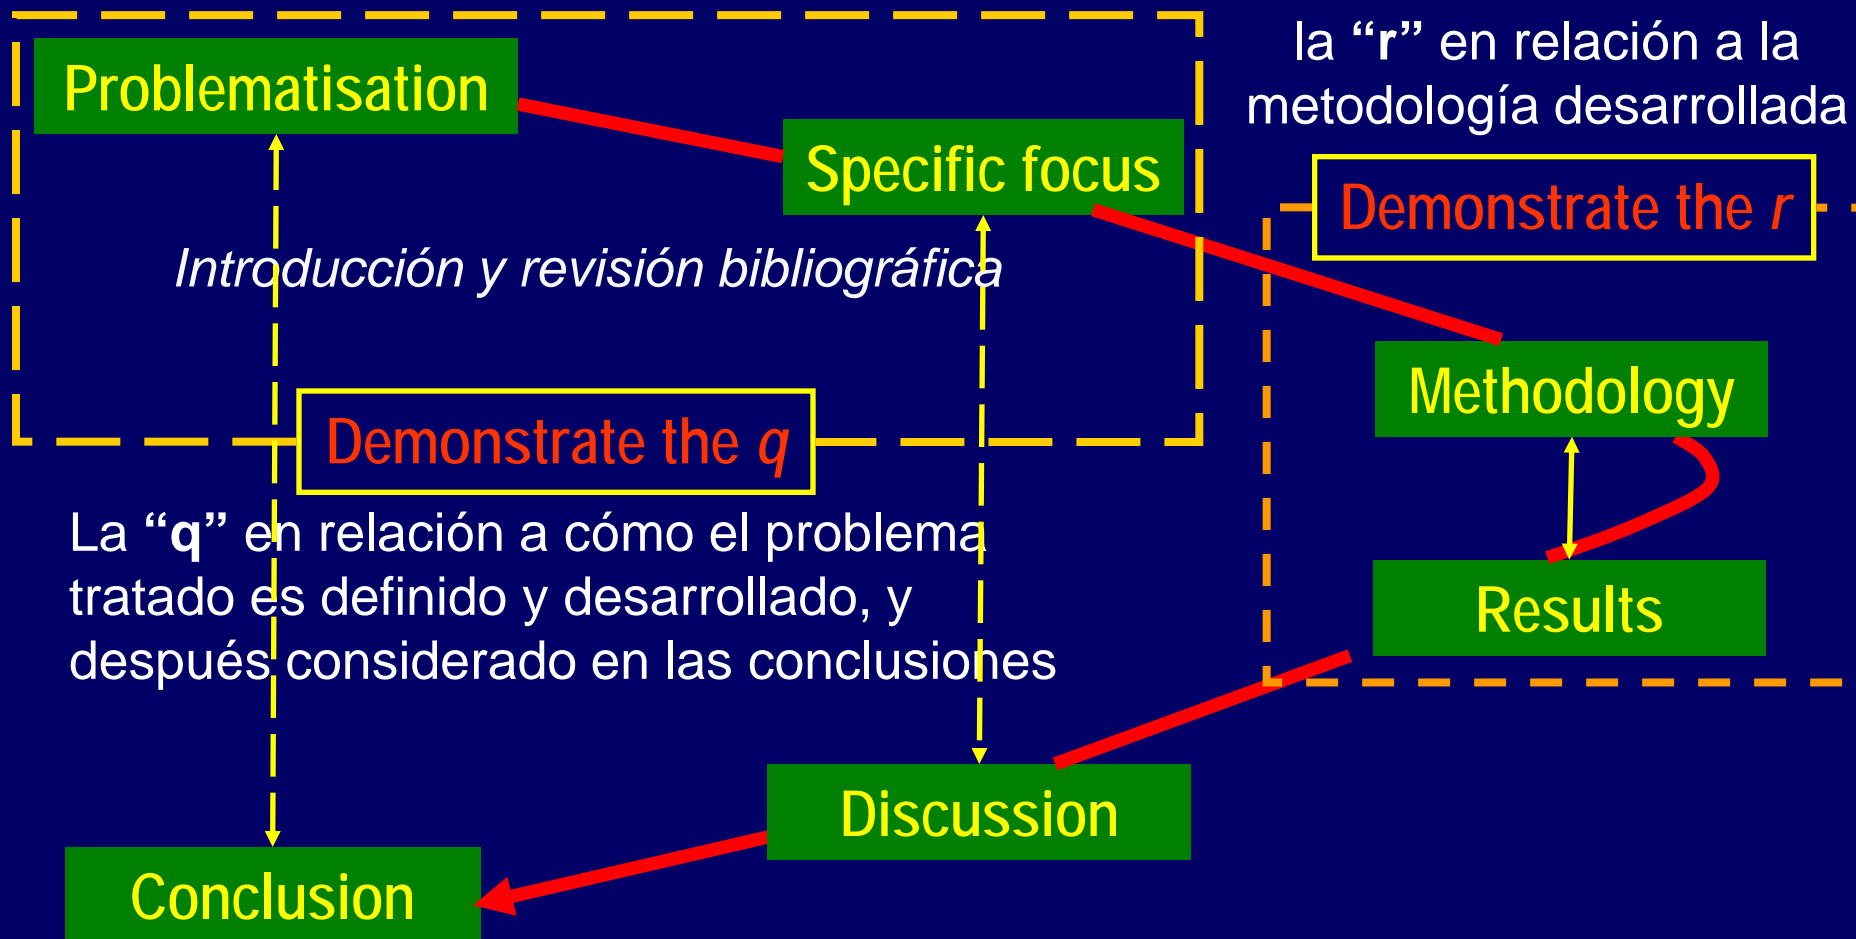 Problematisation
Specific focus
Introducción y revisión bibliográfica
Demonstrate the q
La “q” en relación a cómo el problema
tratado es definido y desarrollado, y
después considerado en las conclusiones
la “r” en relación a la
metodología desarrollada
Demonstrate the r
Methodology
Results
Discussion
Conclusion